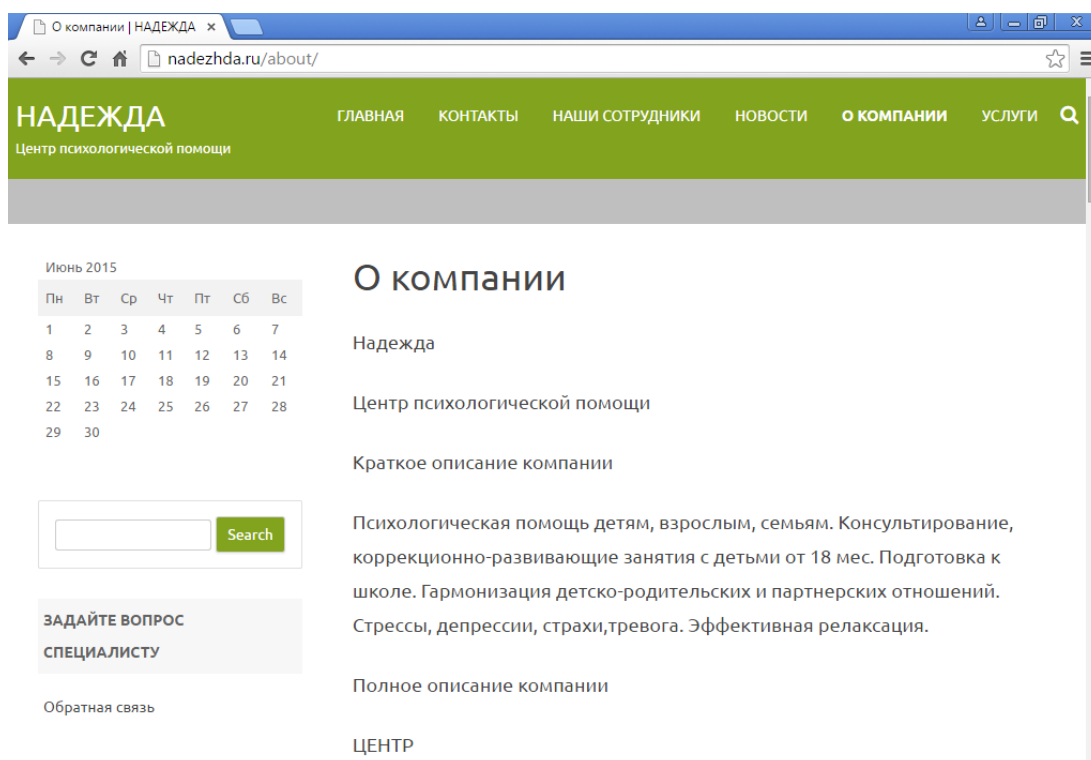 О компании | НАДЕЖДА
nadezhda.ru/about/
НАДЕЖДА
Центр психологической помощи
ГЛАВНАЯ КОНТАКТЫ НАШИ СОТРУДНИКИ НОВОСТИ О КОМПАНИИ УСЛУГИ
Июнь 2015
Пн Вт Ср Чт Пт Сб Вс
1 2 3 4 5 6 7
8 9 10 11 12 13 14
15 16 17 18 19 20 21
22 23 24 25 26 27 28
29 30
Search
ЗАДАЙТЕ ВОПРОС
СПЕЦИАЛИСТУ
Обратная связь
О компании
Надежда
Центр психологической помощи
Краткое описание компании
Психологическая помощь детям, взрослым, семьям. Консультирование,
коррекционно-развивающие занятия с детьми от 18 мес. Подготовка к
школе. Гармонизация детско-родительских и партнерских отношений.
Стрессы, депрессии, страхи,тревога. Эффективная релаксация.
Полное описание компании
ЦЕНТР